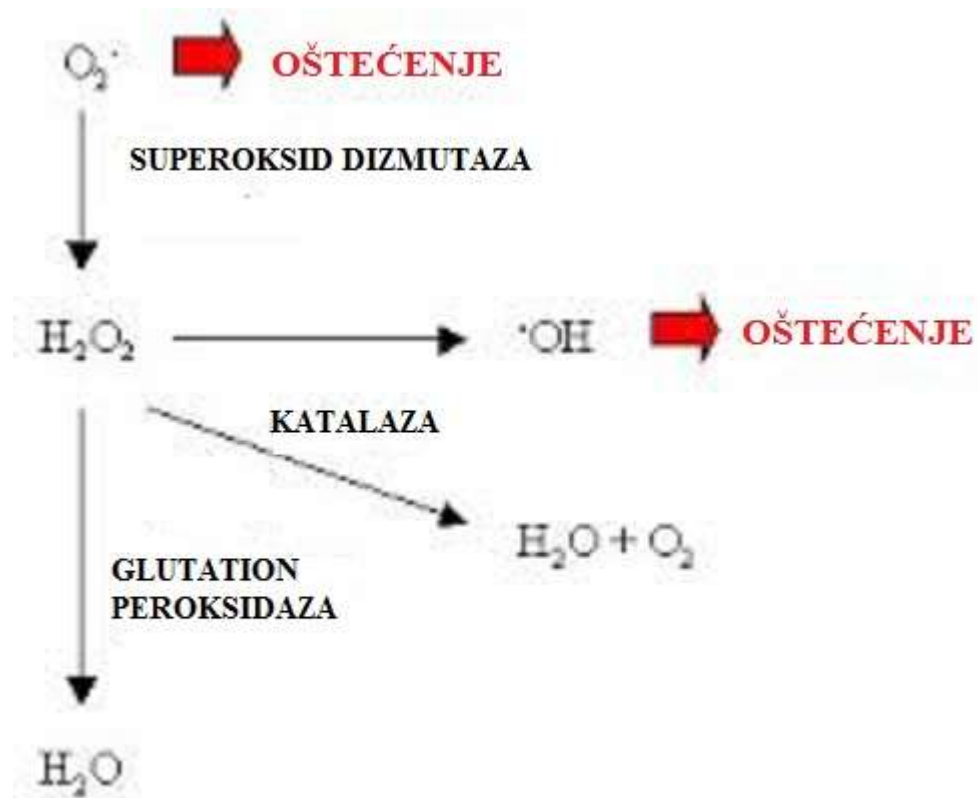 O₂˙ OŠTEĆENJE
SUPEROKSID DIZMUTAZA
H₂O₂ ˙OH OŠTEĆENJE
KATALAZA
H₂O + O₂
GLUTATION
PEROKSIDAZA
H₂O